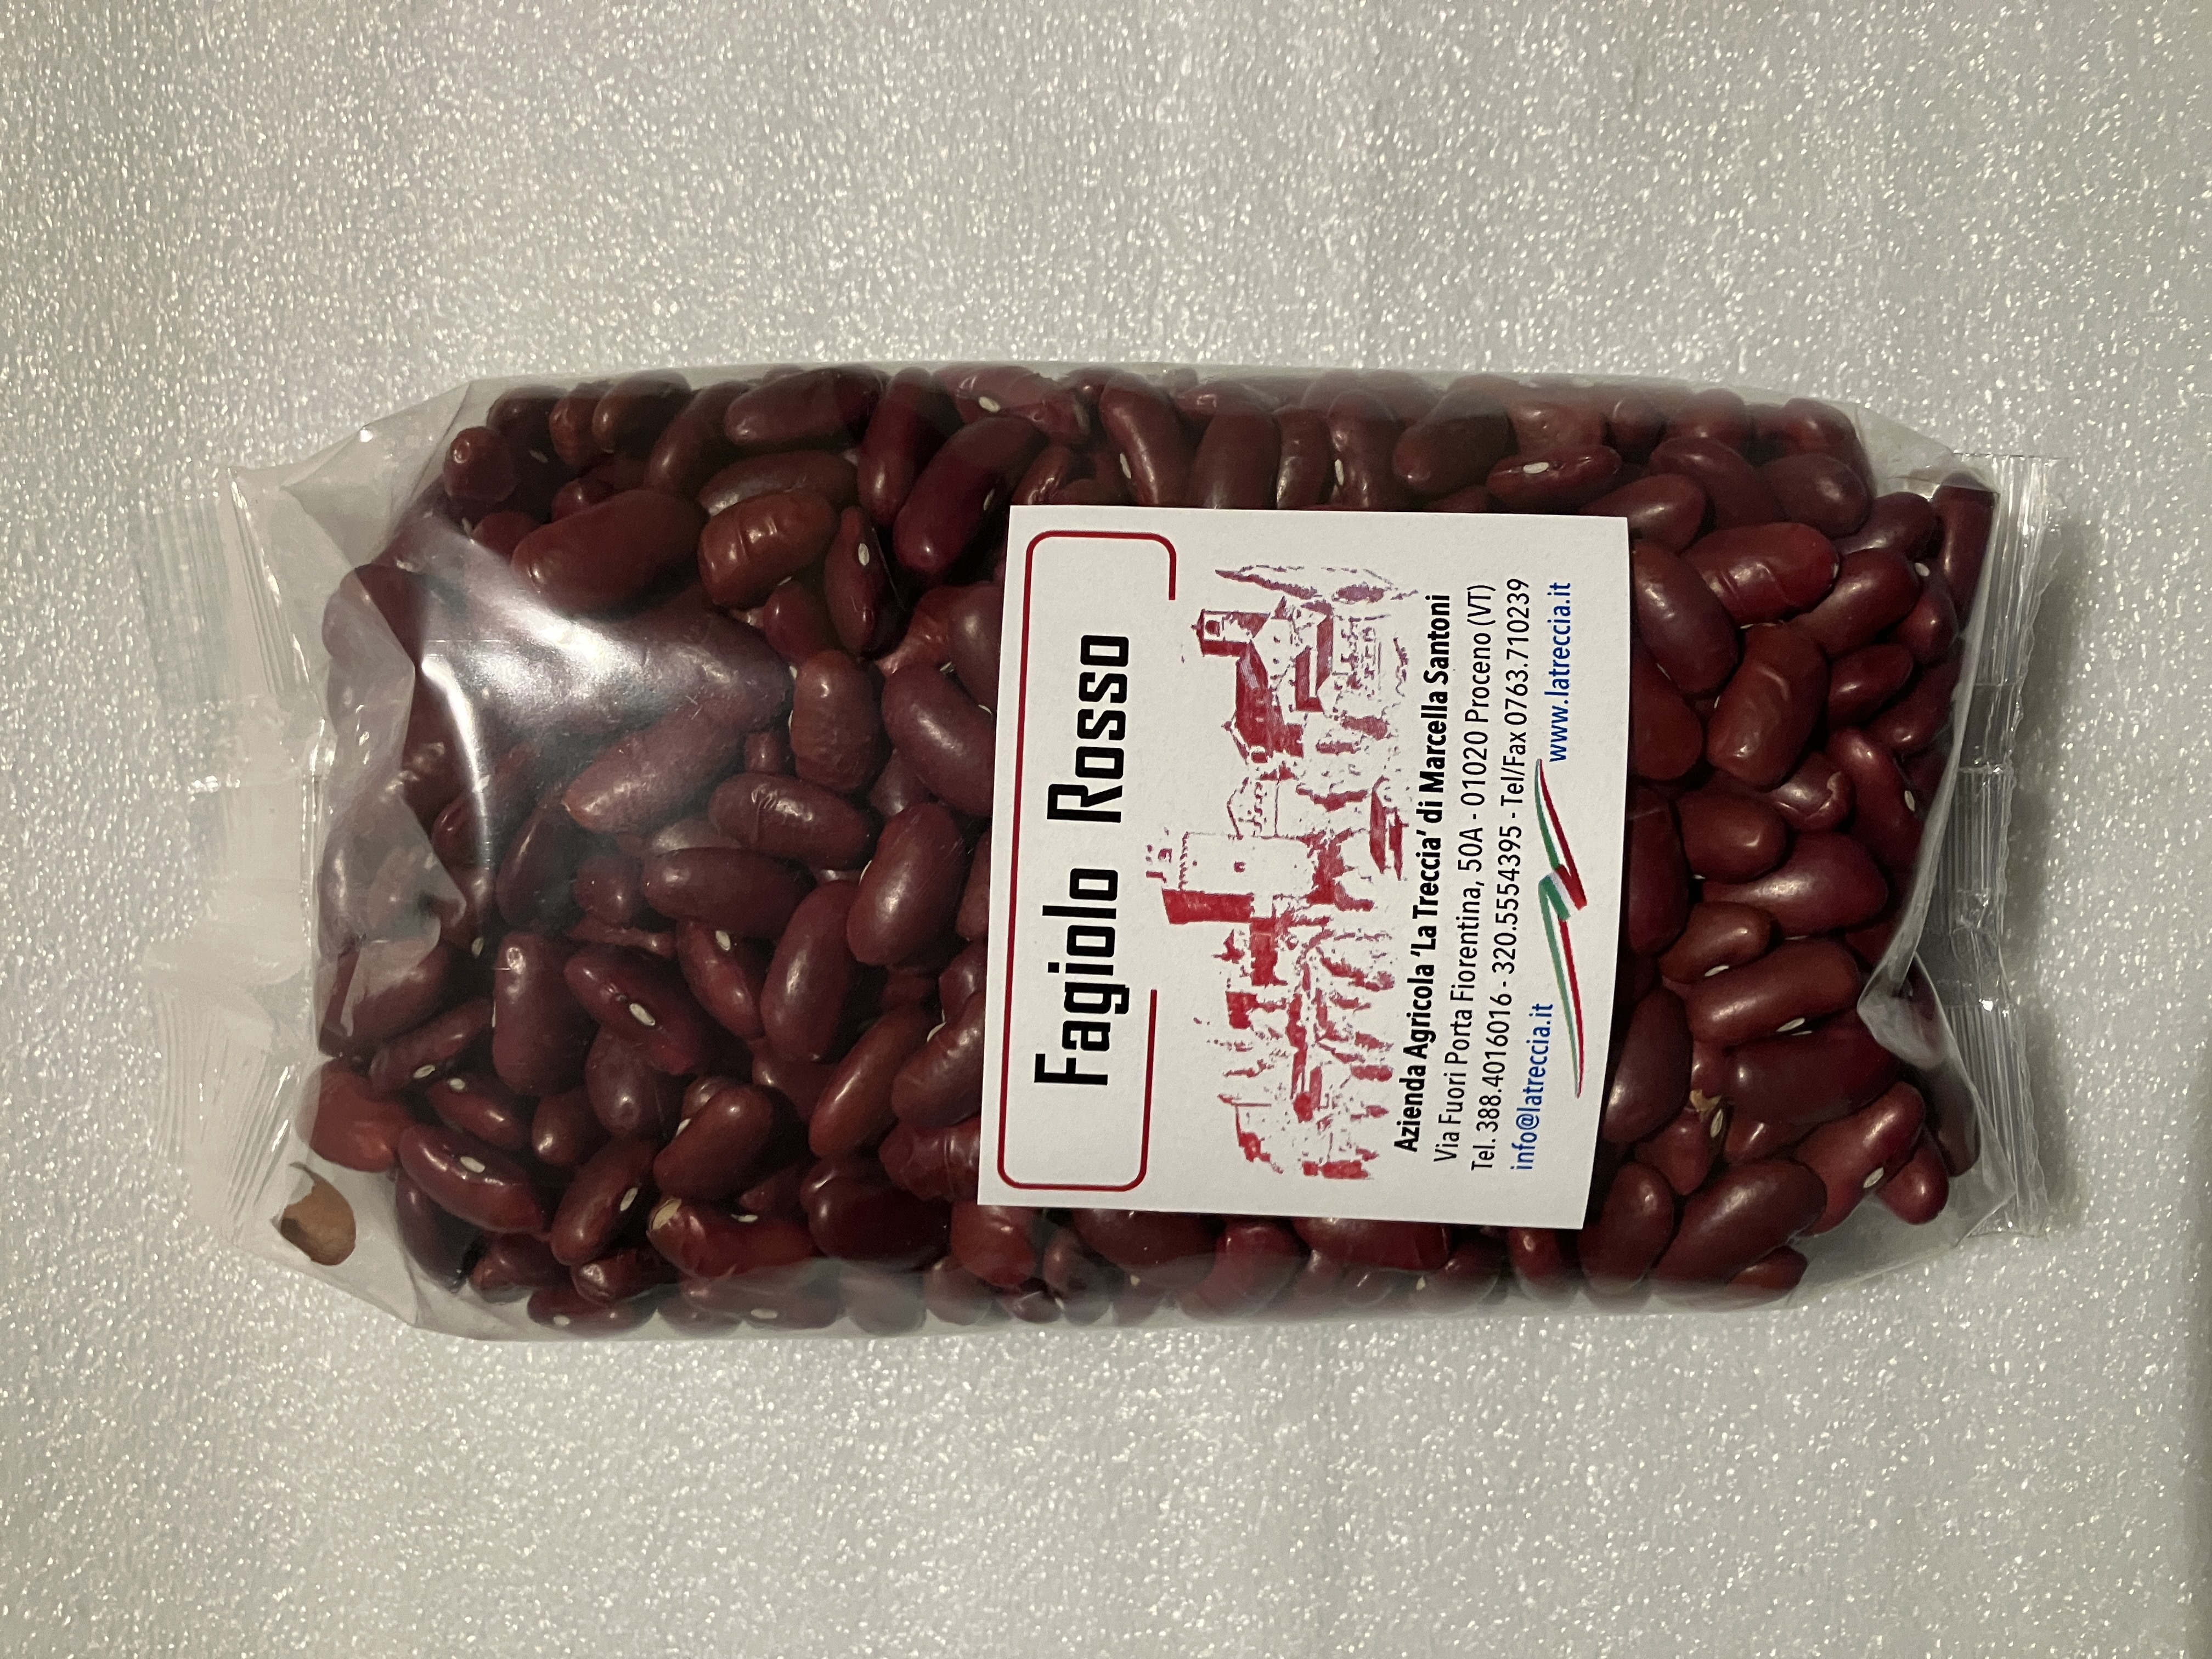 Fagiolo Rosso
Azienda Agricola 'La Treccia' di Marcella Santoni
Via Fuori Porta Fiorentina, 50A - 01020 Proceno (VT)
Tel. 388.4016016 - 320.5554395 - Tel/Fax 0763.710239
info@latreccia.it www.latreccia.it